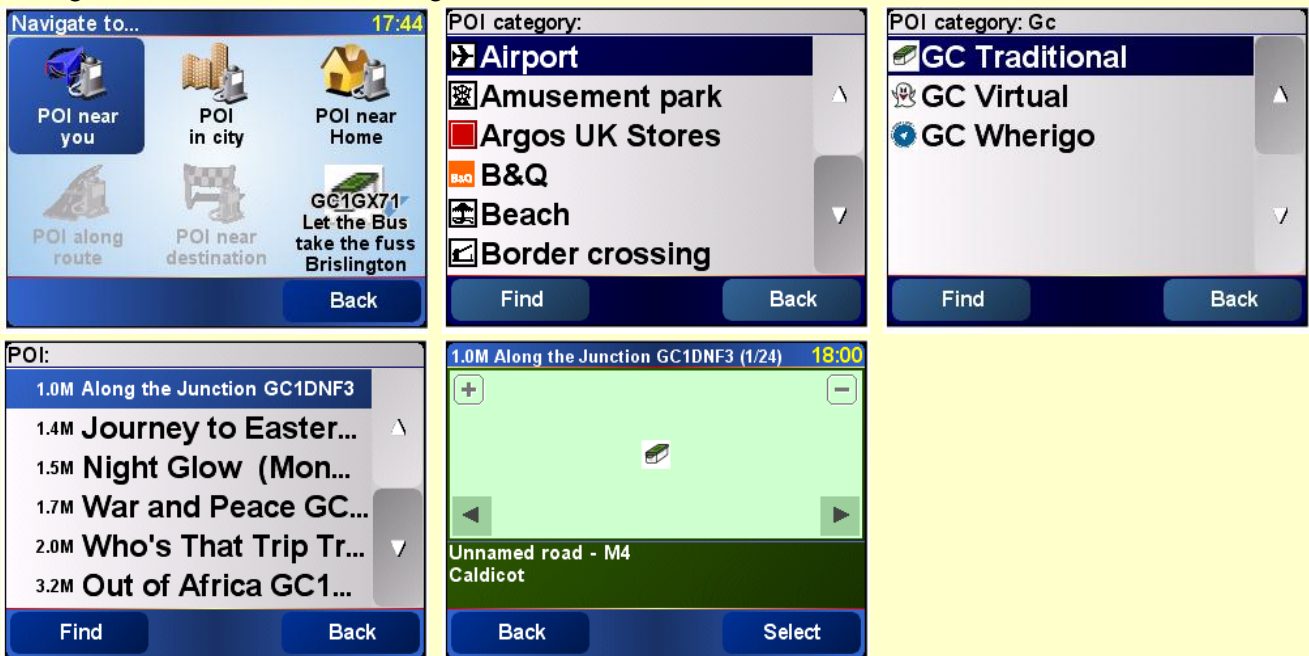 Navigate to... 17:44
POI near you
POI in city
POI near Home
POI along route
POI near destination
GC1GX71
Let the Bus
take the fuss
Brislington
Back
POI category:
Airport
Amusement park
Argos UK Stores
B&Q B&Q
Beach
Border crossing
Find Back
POI category: Gc
GC Traditional
GC Virtual
GC Wherigo
Find Back
POI:
1.0M Along the Junction GC1DNF3
1.4M Journey to Easter...
1.5M Night Glow (Mon...
1.7M War and Peace GC...
2.0M Who's That Trip Tr...
3.2M Out of Africa GC1...
Find Back
1.0M Along the Junction GC1DNF3 (1/24) 18:00
Unnamed road - M4
Caldicot
Back Select